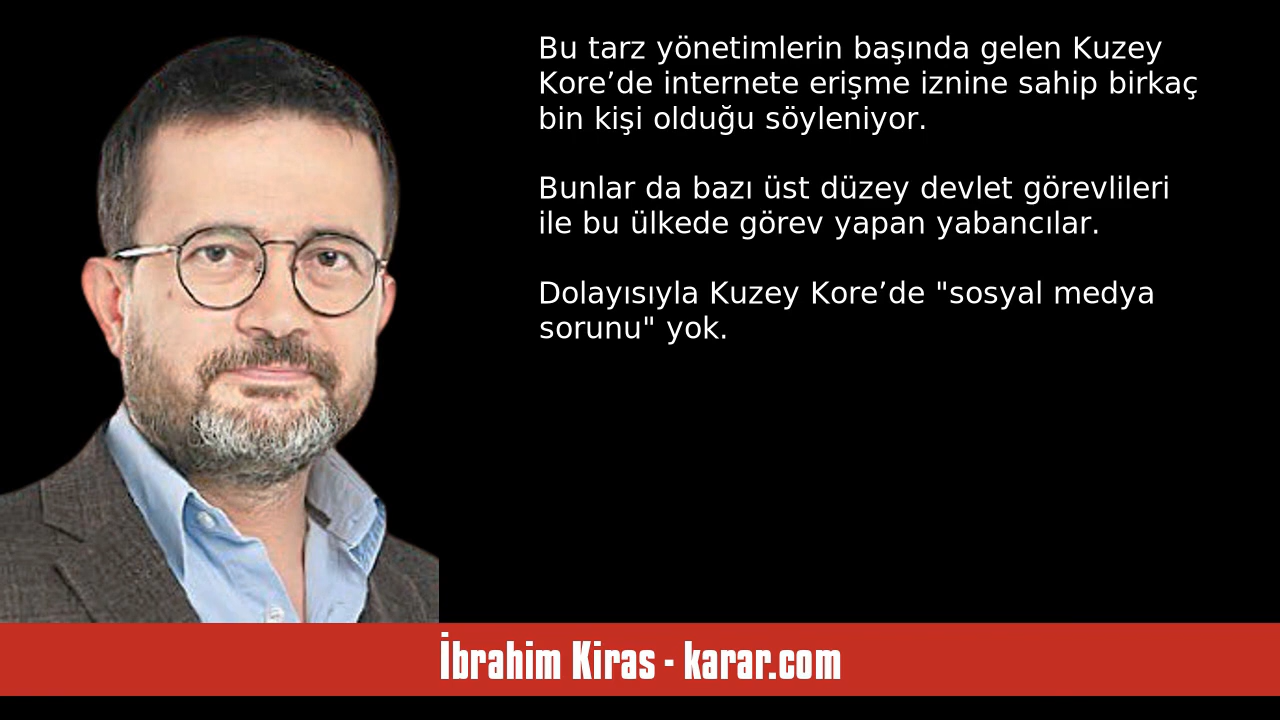 Bu tarz yönetimlerin başında gelen Kuzey
Kore’de internete erişme iznine sahip birkaç
bin kişi olduğu söyleniyor.
Bunlar da bazı üst düzey devlet görevlileri
ile bu ülkede görev yapan yabancılar.
Dolayısıyla Kuzey Kore’de "sosyal medya
sorunu" yok.
İbrahim Kiras - karar.com